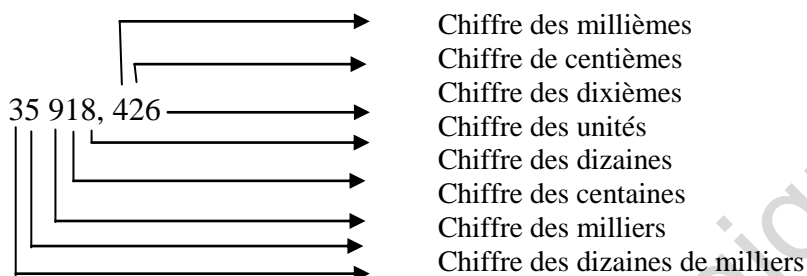 Chiffre des millièmes
Chiffre de centièmes
Chiffre des dixièmes
35 918, 426
Chiffre des unités
Chiffre des dizaines
Chiffre des centaines
Chiffre des milliers
Chiffre des dizaines de milliers